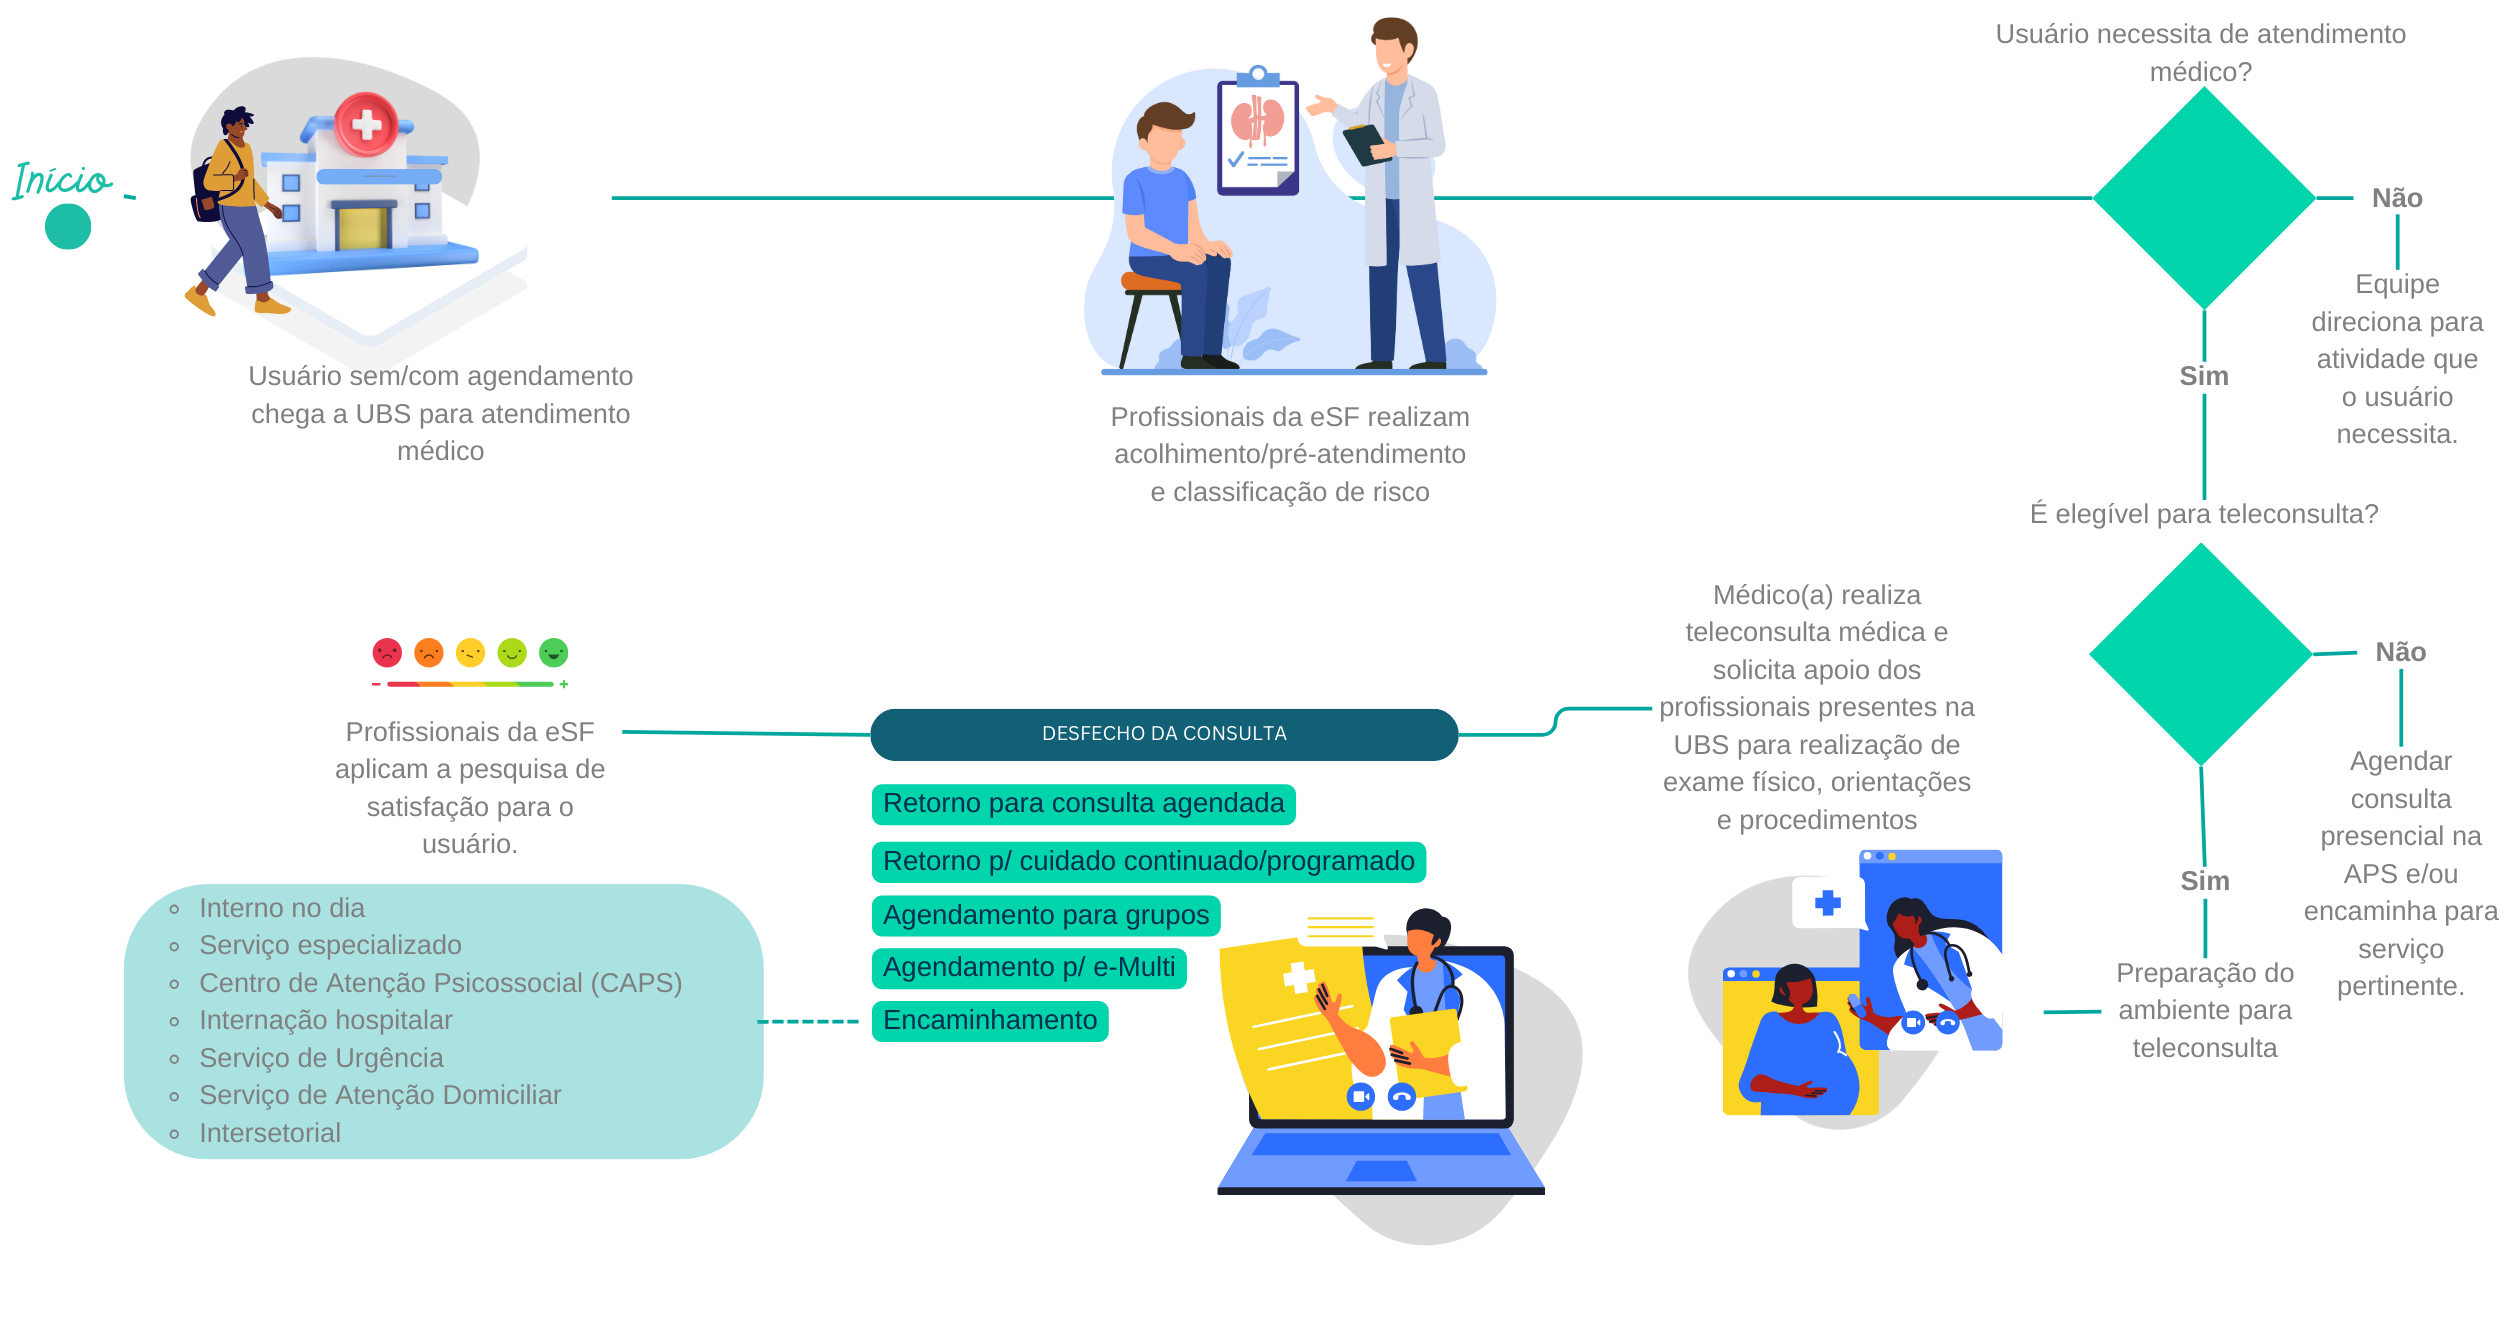 Início
Usuário sem/com agendamento
chega a UBS para atendimento
médico
Profissionais da eSF realizam
acolhimento/pré-atendimento
e classificação de risco
Usuário necessita de atendimento
médico?
Não
Equipe
direciona para
atividade que
o usuário
necessita.
Sim
É elegível para teleconsulta?
Não
Agendar
consulta
presencial na
APS e/ou
encaminha para
serviço
pertinente.
Sim
Preparação do
ambiente para
teleconsulta
Médico(a) realiza
teleconsulta médica e
solicita apoio dos
profissionais presentes na
UBS para realização de
exame físico, orientações
e procedimentos
DESFECHO DA CONSULTA
Retorno para consulta agendada
Retorno p/ cuidado continuado/programado
Agendamento para grupos
Agendamento p/ e-Multi
Encaminhamento
Profissionais da eSF
aplicam a pesquisa de
satisfação para o
usuário.
Interno no dia
Serviço especializado
Centro de Atenção Psicossocial (CAPS)
Internação hospitalar
Serviço de Urgência
Serviço de Atenção Domiciliar
Intersetorial